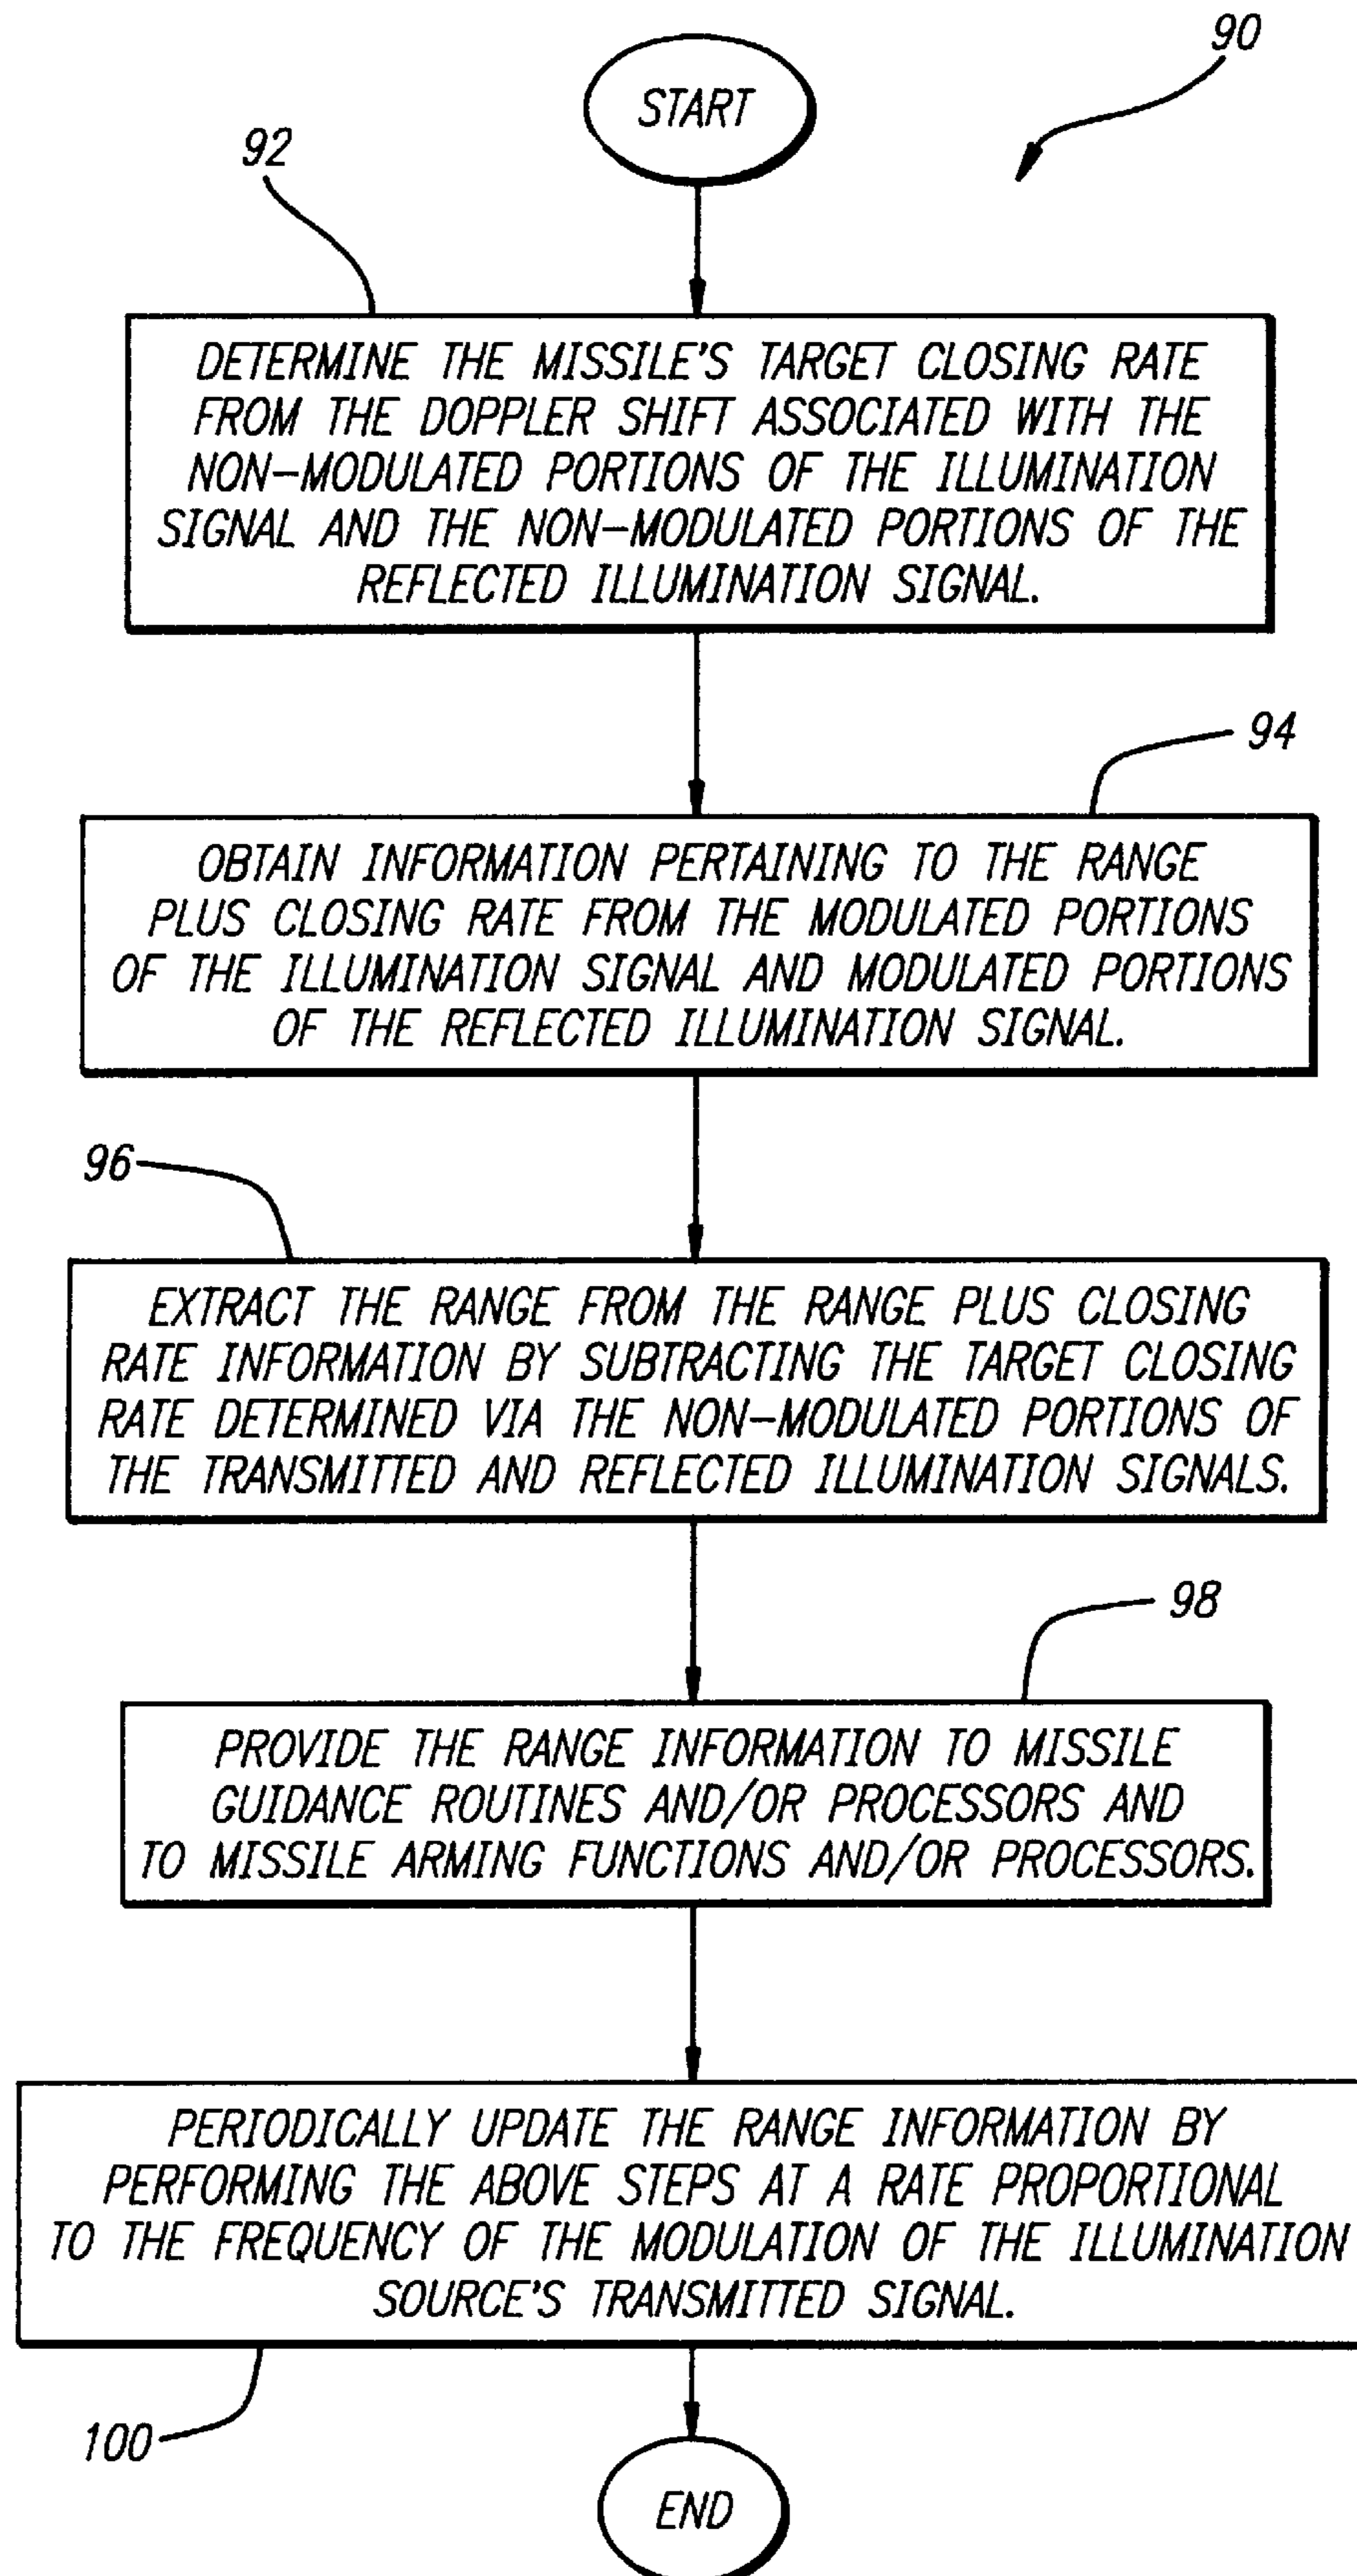 90
START
92
DETERMINE THE MISSILE'S TARGET CLOSING RATE
FROM THE DOPPLER SHIFT ASSOCIATED WITH THE
NON-MODULATED PORTIONS OF THE ILLUMINATION
SIGNAL AND THE NON-MODULATED PORTIONS OF THE
REFLECTED ILLUMINATION SIGNAL.
94
OBTAIN INFORMATION PERTAINING TO THE RANGE
PLUS CLOSING RATE FROM THE MODULATED PORTIONS
OF THE ILLUMINATION SIGNAL AND MODULATED PORTIONS
OF THE REFLECTED ILLUMINATION SIGNAL.
96
EXTRACT THE RANGE FROM THE RANGE PLUS CLOSING
RATE INFORMATION BY SUBTRACTING THE TARGET CLOSING
RATE DETERMINED VIA THE NON-MODULATED PORTIONS OF
THE TRANSMITTED AND REFLECTED ILLUMINATION SIGNALS.
98
PROVIDE THE RANGE INFORMATION TO MISSILE
GUIDANCE ROUTINES AND/OR PROCESSORS AND
TO MISSILE ARMING FUNCTIONS AND/OR PROCESSORS.
PERIODICALLY UPDATE THE RANGE INFORMATION BY
PERFORMING THE ABOVE STEPS AT A RATE PROPORTIONAL
TO THE FREQUENCY OF THE MODULATION OF THE ILLUMINATION
SOURCE'S TRANSMITTED SIGNAL.
100
END